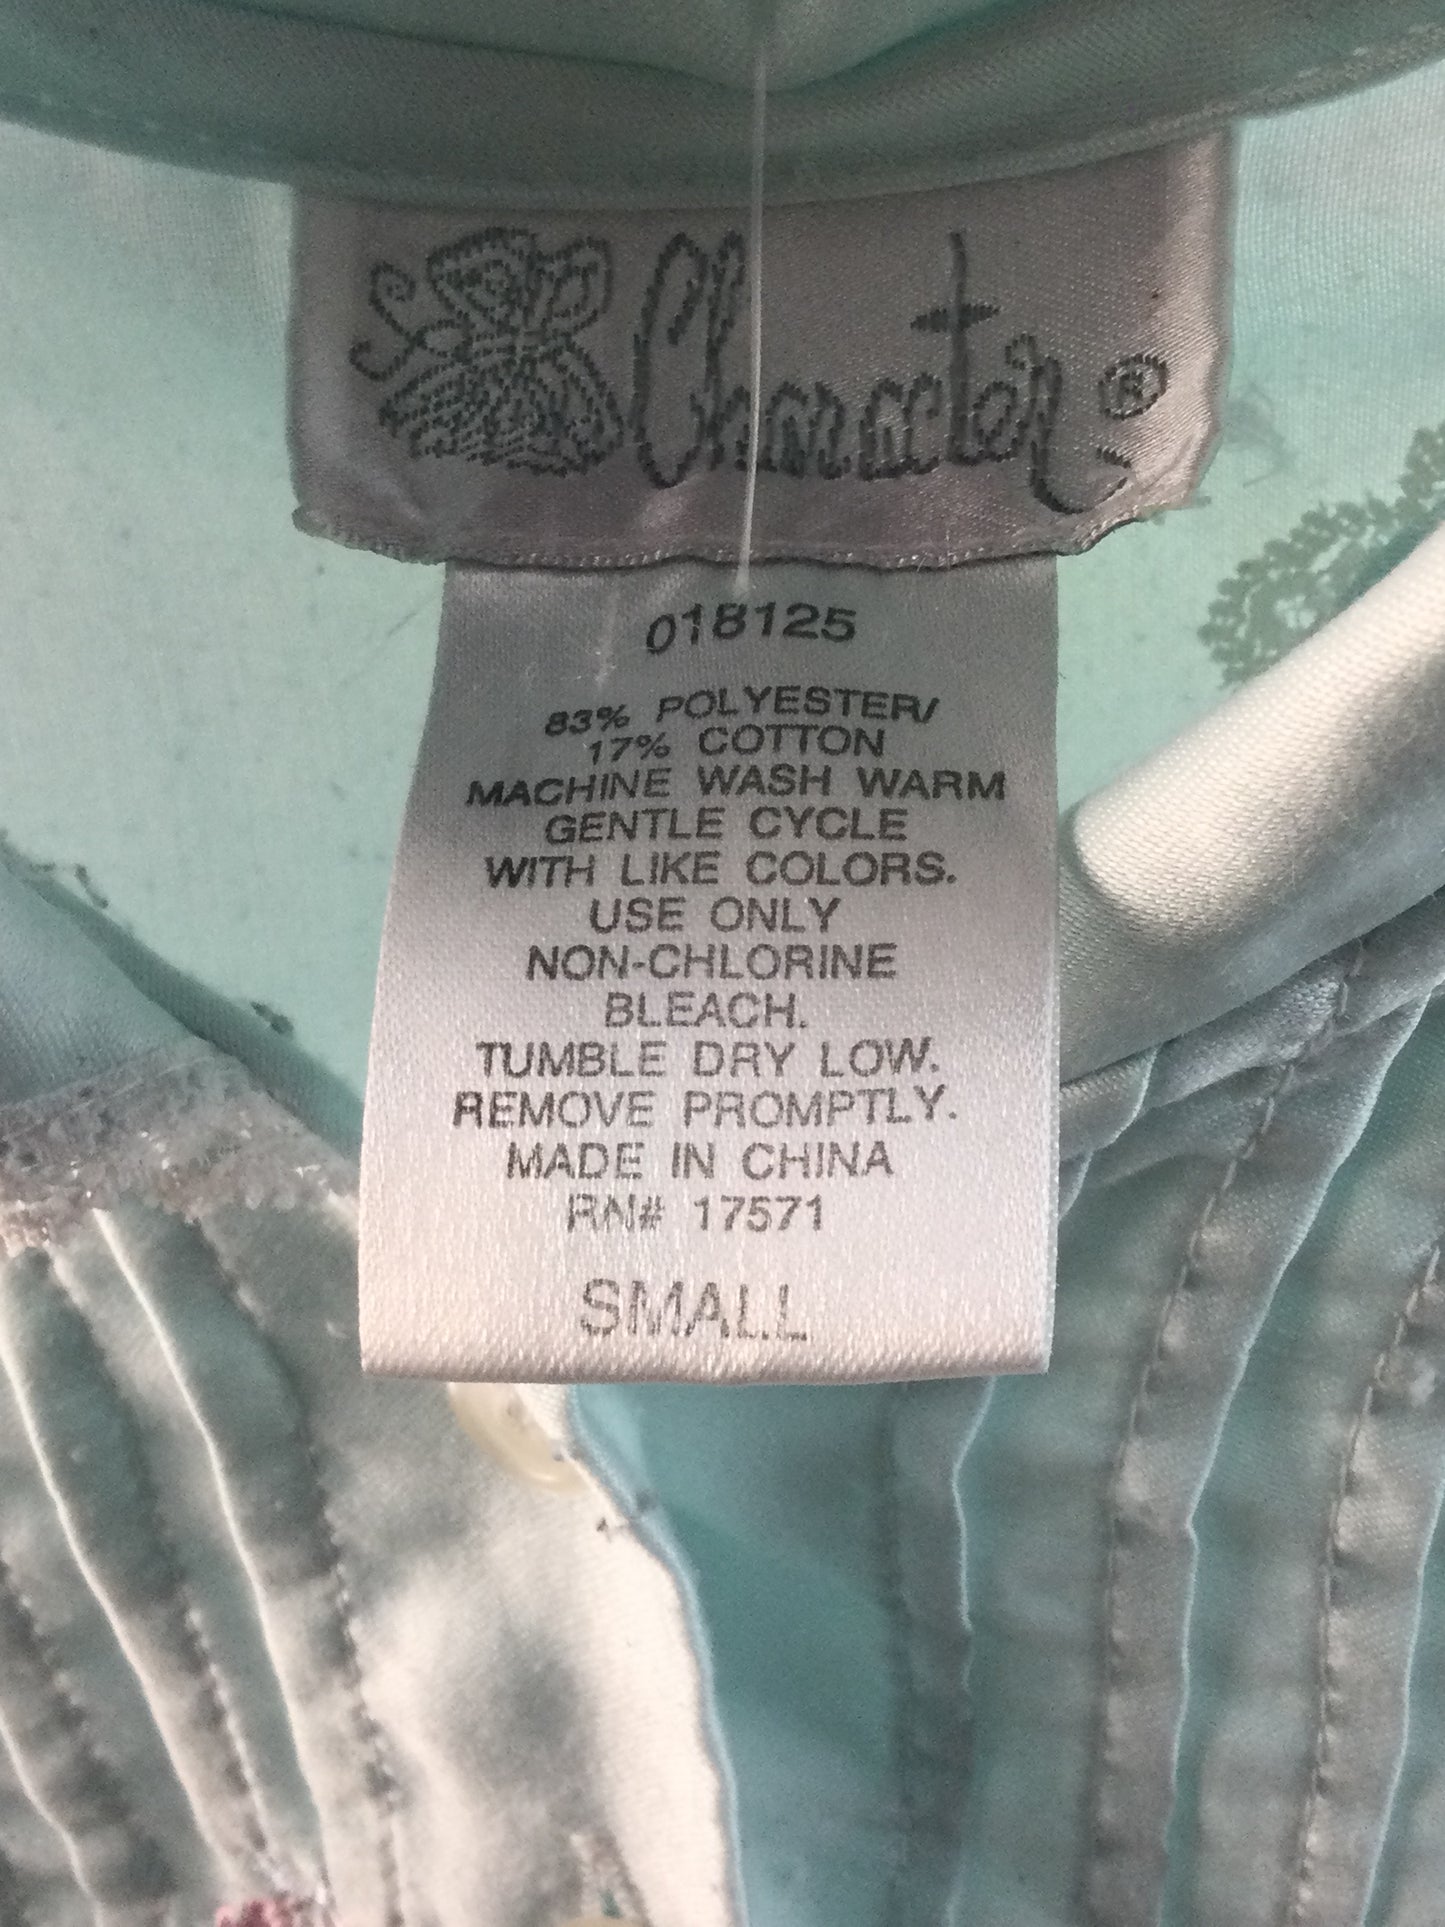 Character ®
018125
83% POLYESTER/
17% COTTON
MACHINE WASH WARM
GENTLE CYCLE
WITH LIKE COLORS.
USE ONLY
NON-CHLORINE
BLEACH.
TUMBLE DRY LOW.
REMOVE PROMPTLY.
MADE IN CHINA
RN# 17571
SMALL